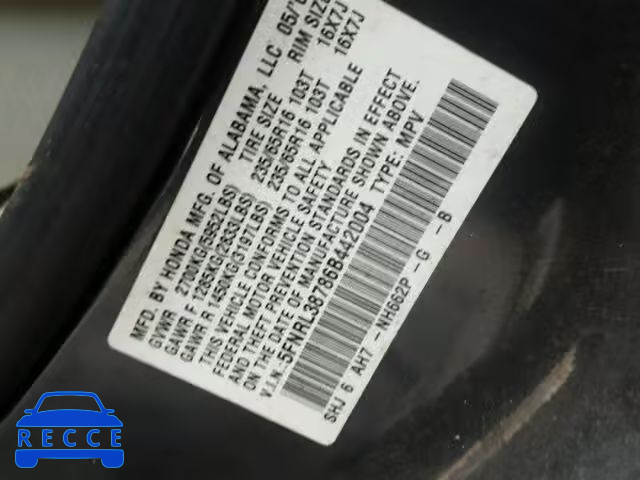 MFD. BY HONDA MFG. OF ALABAMA, LLC 05/
GVWR 2700KG(5952LBS) TIRE SIZE RIM SIZE
GAWR F 1285KG(2833LBS) 235/65R16 103T 16X7J
GAWR R 1450KG(3197LBS) 235/65R16 103T 16X7J
THIS VEHICLE CONFORMS TO ALL APPLICABLE
FEDERAL MOTOR VEHICLE SAFETY
AND THEFT PREVENTION STANDARDS IN EFFECT
ON THE DATE OF MANUFACTURE SHOWN ABOVE.
V.I.N. 5FNRL38786B442004 TYPE: MPV
SHJ 6 AH7 - NH662P - G - B
RECCE